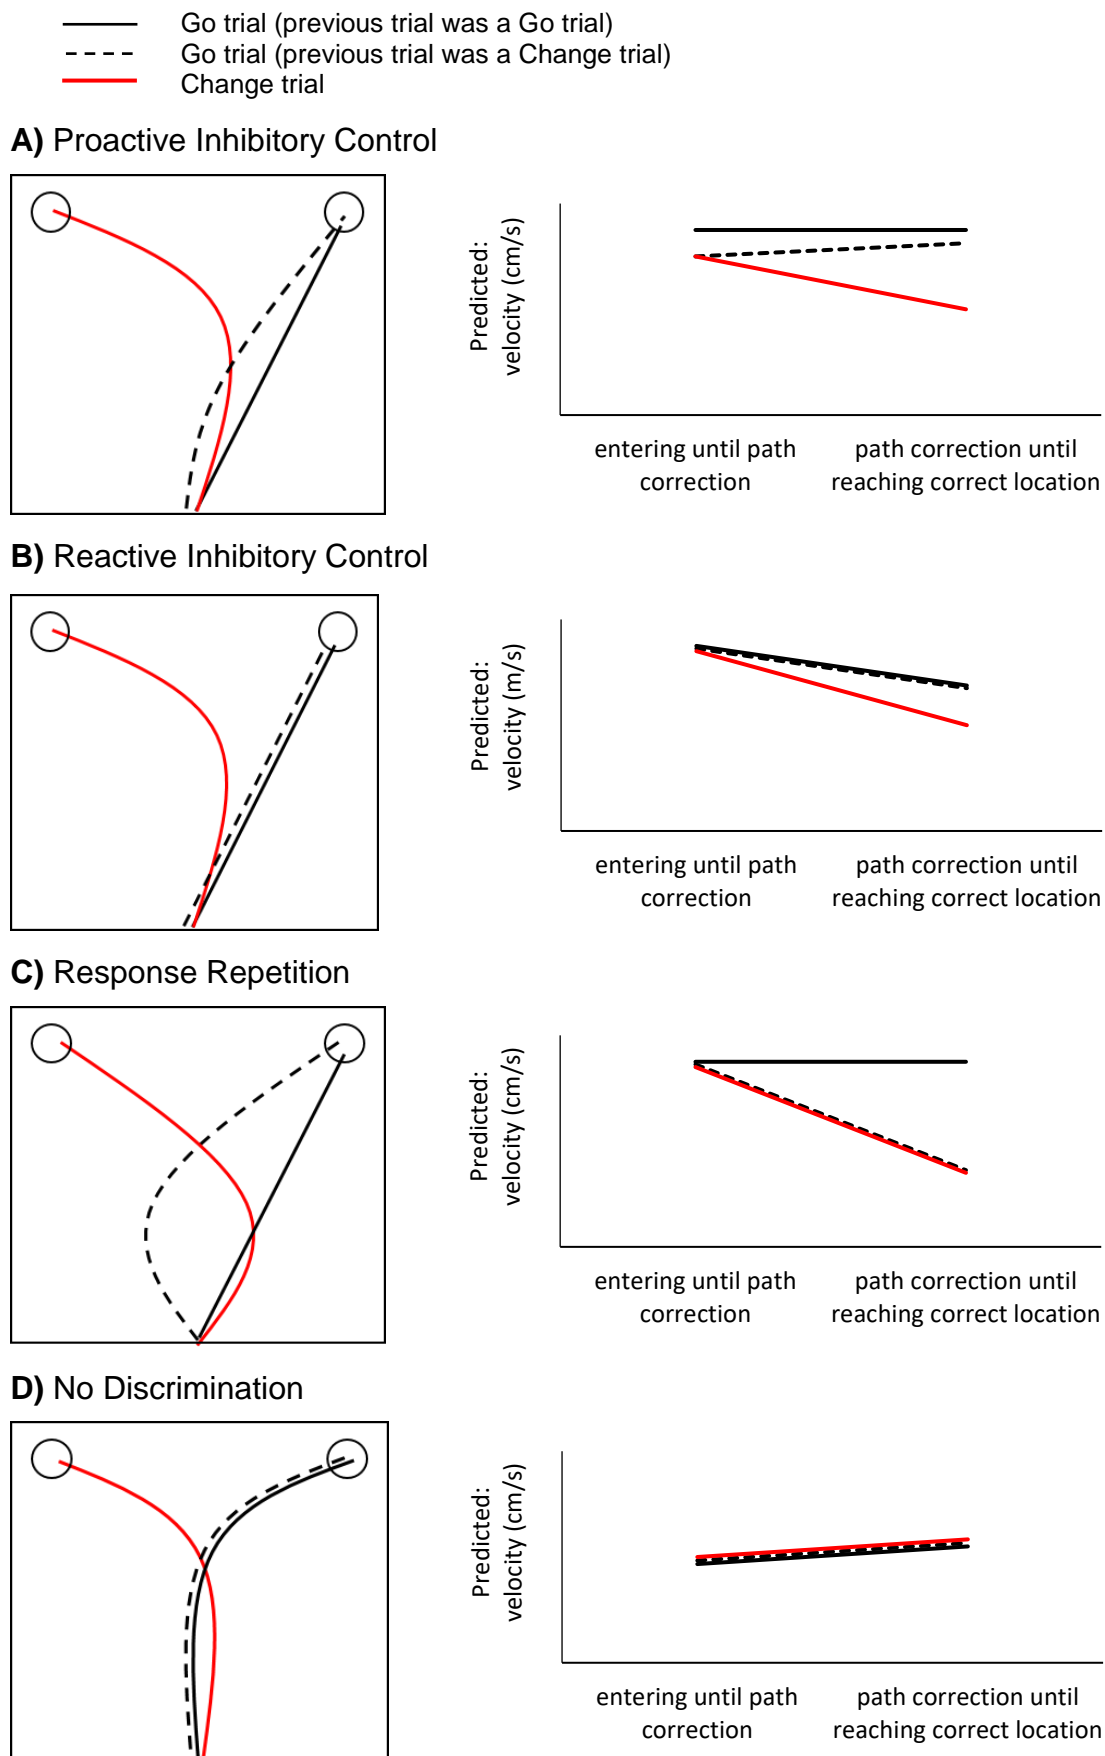 Go trial (previous trial was a Go trial)
Go trial (previous trial was a Change trial)
Change trial
A) Proactive Inhibitory Control
Predicted:
velocity (cm/s)
entering until path
correction
path correction until
reaching correct location
B) Reactive Inhibitory Control
Predicted:
velocity (m/s)
entering until path
correction
path correction until
reaching correct location
C) Response Repetition
Predicted:
velocity (cm/s)
entering until path
correction
path correction until
reaching correct location
D) No Discrimination
Predicted:
velocity (cm/s)
entering until path
correction
path correction until
reaching correct location